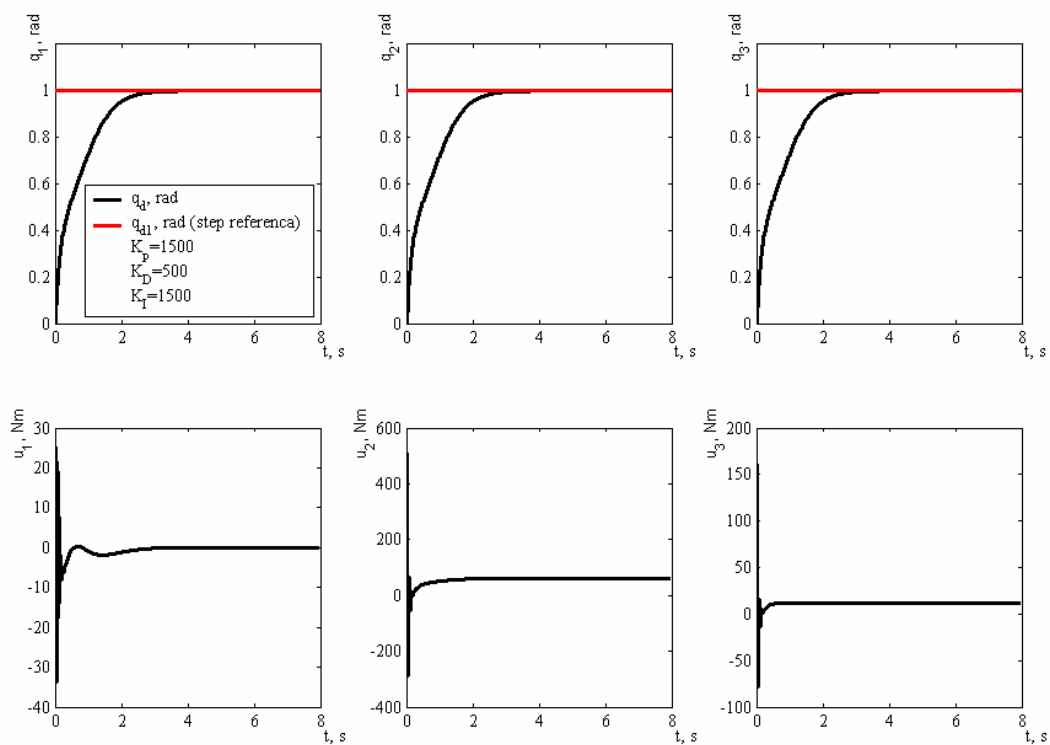 q1, rad
q2, rad
q3, rad
1
0.8
0.6
0.4
0.2
0
1
0.8
0.6
0.4
0.2
0
1
0.8
0.6
0.4
0.2
0
qd, rad
qd1, rad (step referenca)
Kp=1500
KD=500
KI=1500
0 2 4 6 8
0 2 4 6 8
0 2 4 6 8
t, s
t, s
t, s
u1, Nm
u2, Nm
u3, Nm
30
20
10
0
-10
-20
-30
-40
600
400
200
0
-200
-400
200
150
100
50
0
-50
-100
0 2 4 6 8
0 2 4 6 8
0 2 4 6 8
t, s
t, s
t, s